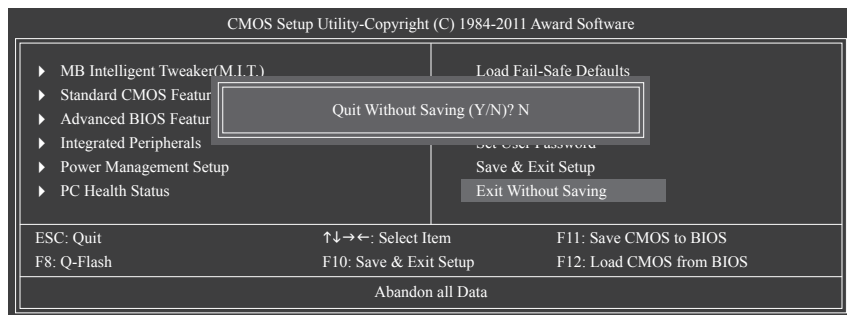 CMOS Setup Utility-Copyright (C) 1984-2011 Award Software
MB Intelligent Tweaker(M.I.T.)
Standard CMOS Featur
Advanced BIOS Featur
Integrated Peripherals
Power Management Setup
PC Health Status
Load Fail-Safe Defaults
Quit Without Saving (Y/N)? N
Set User Password
Save & Exit Setup
Exit Without Saving
ESC: Quit ↑↓→←: Select Item F11: Save CMOS to BIOS
F8: Q-Flash F10: Save & Exit Setup F12: Load CMOS from BIOS
Abandon all Data